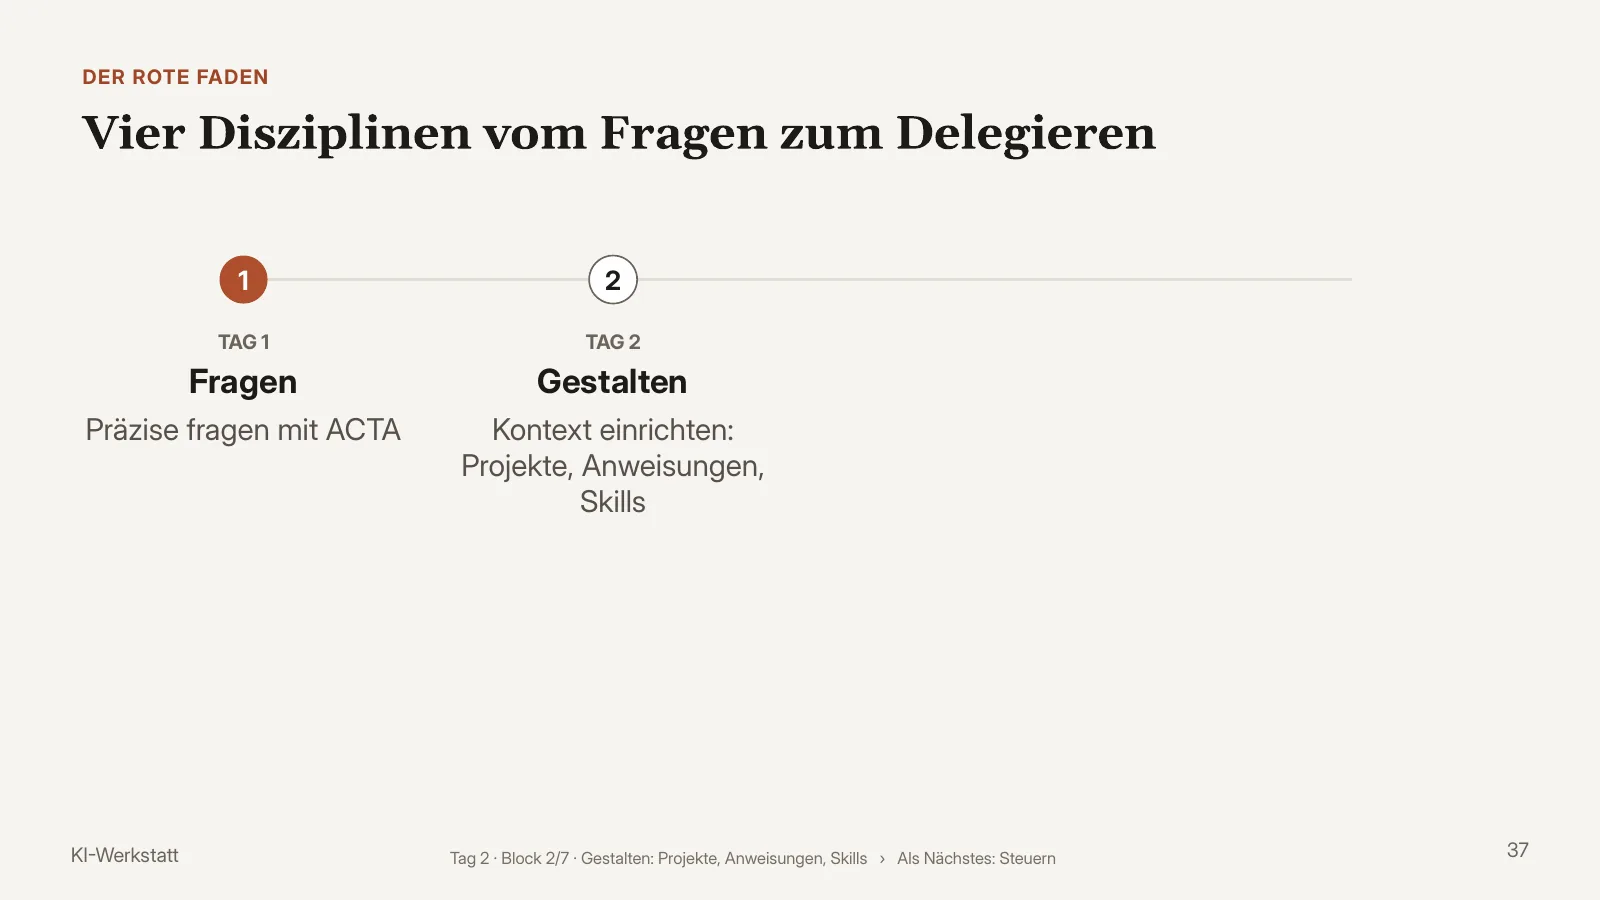 DER ROTE FADEN
Vier Disziplinen vom Fragen zum Delegieren
1
2
TAG 1
TAG 2
Fragen
Gestalten
Präzise fragen mit ACTA
Kontext einrichten:
Projekte, Anweisungen,
Skills
KI-Werkstatt
Tag 2 · Block 2/7 · Gestalten: Projekte, Anweisungen, Skills › Als Nächstes: Steuern
37